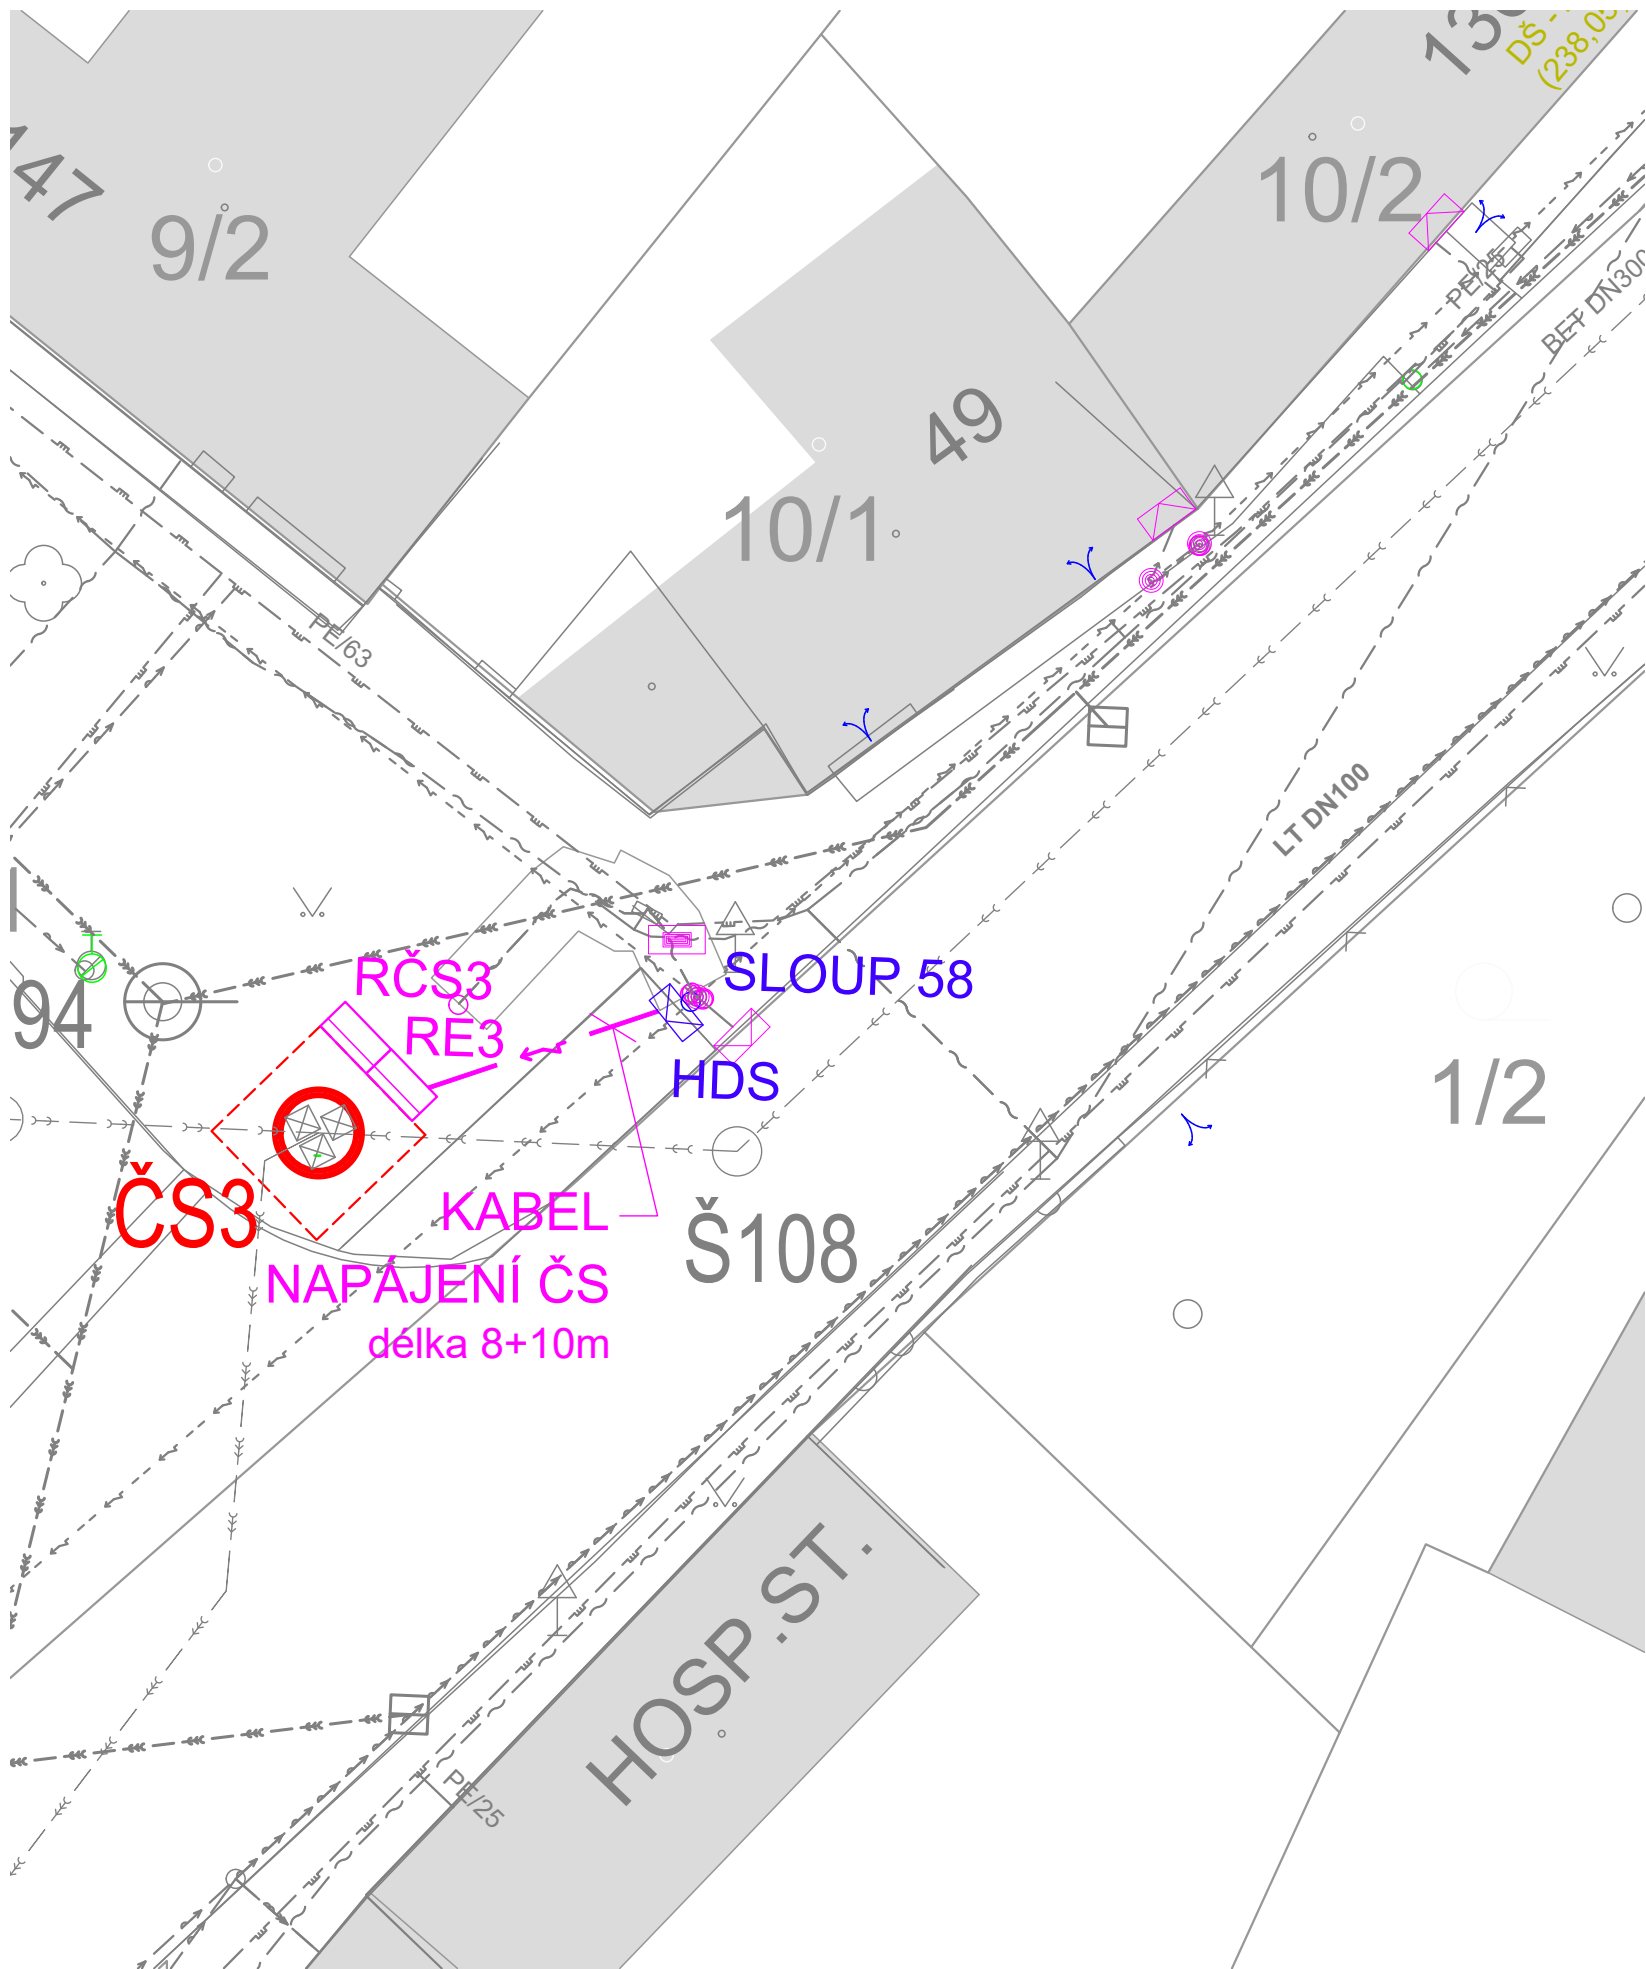 10/2
147
9/2
PE/25
BET DN300
49
10/1
PE/63
LT DN100
RČS3
SLOUP 58
94
RE3
HDS
1/2
ČS3
KABEL
Š108
NAPÁJENÍ ČS
délka 8+10m
HOSP.ST.
PE/25